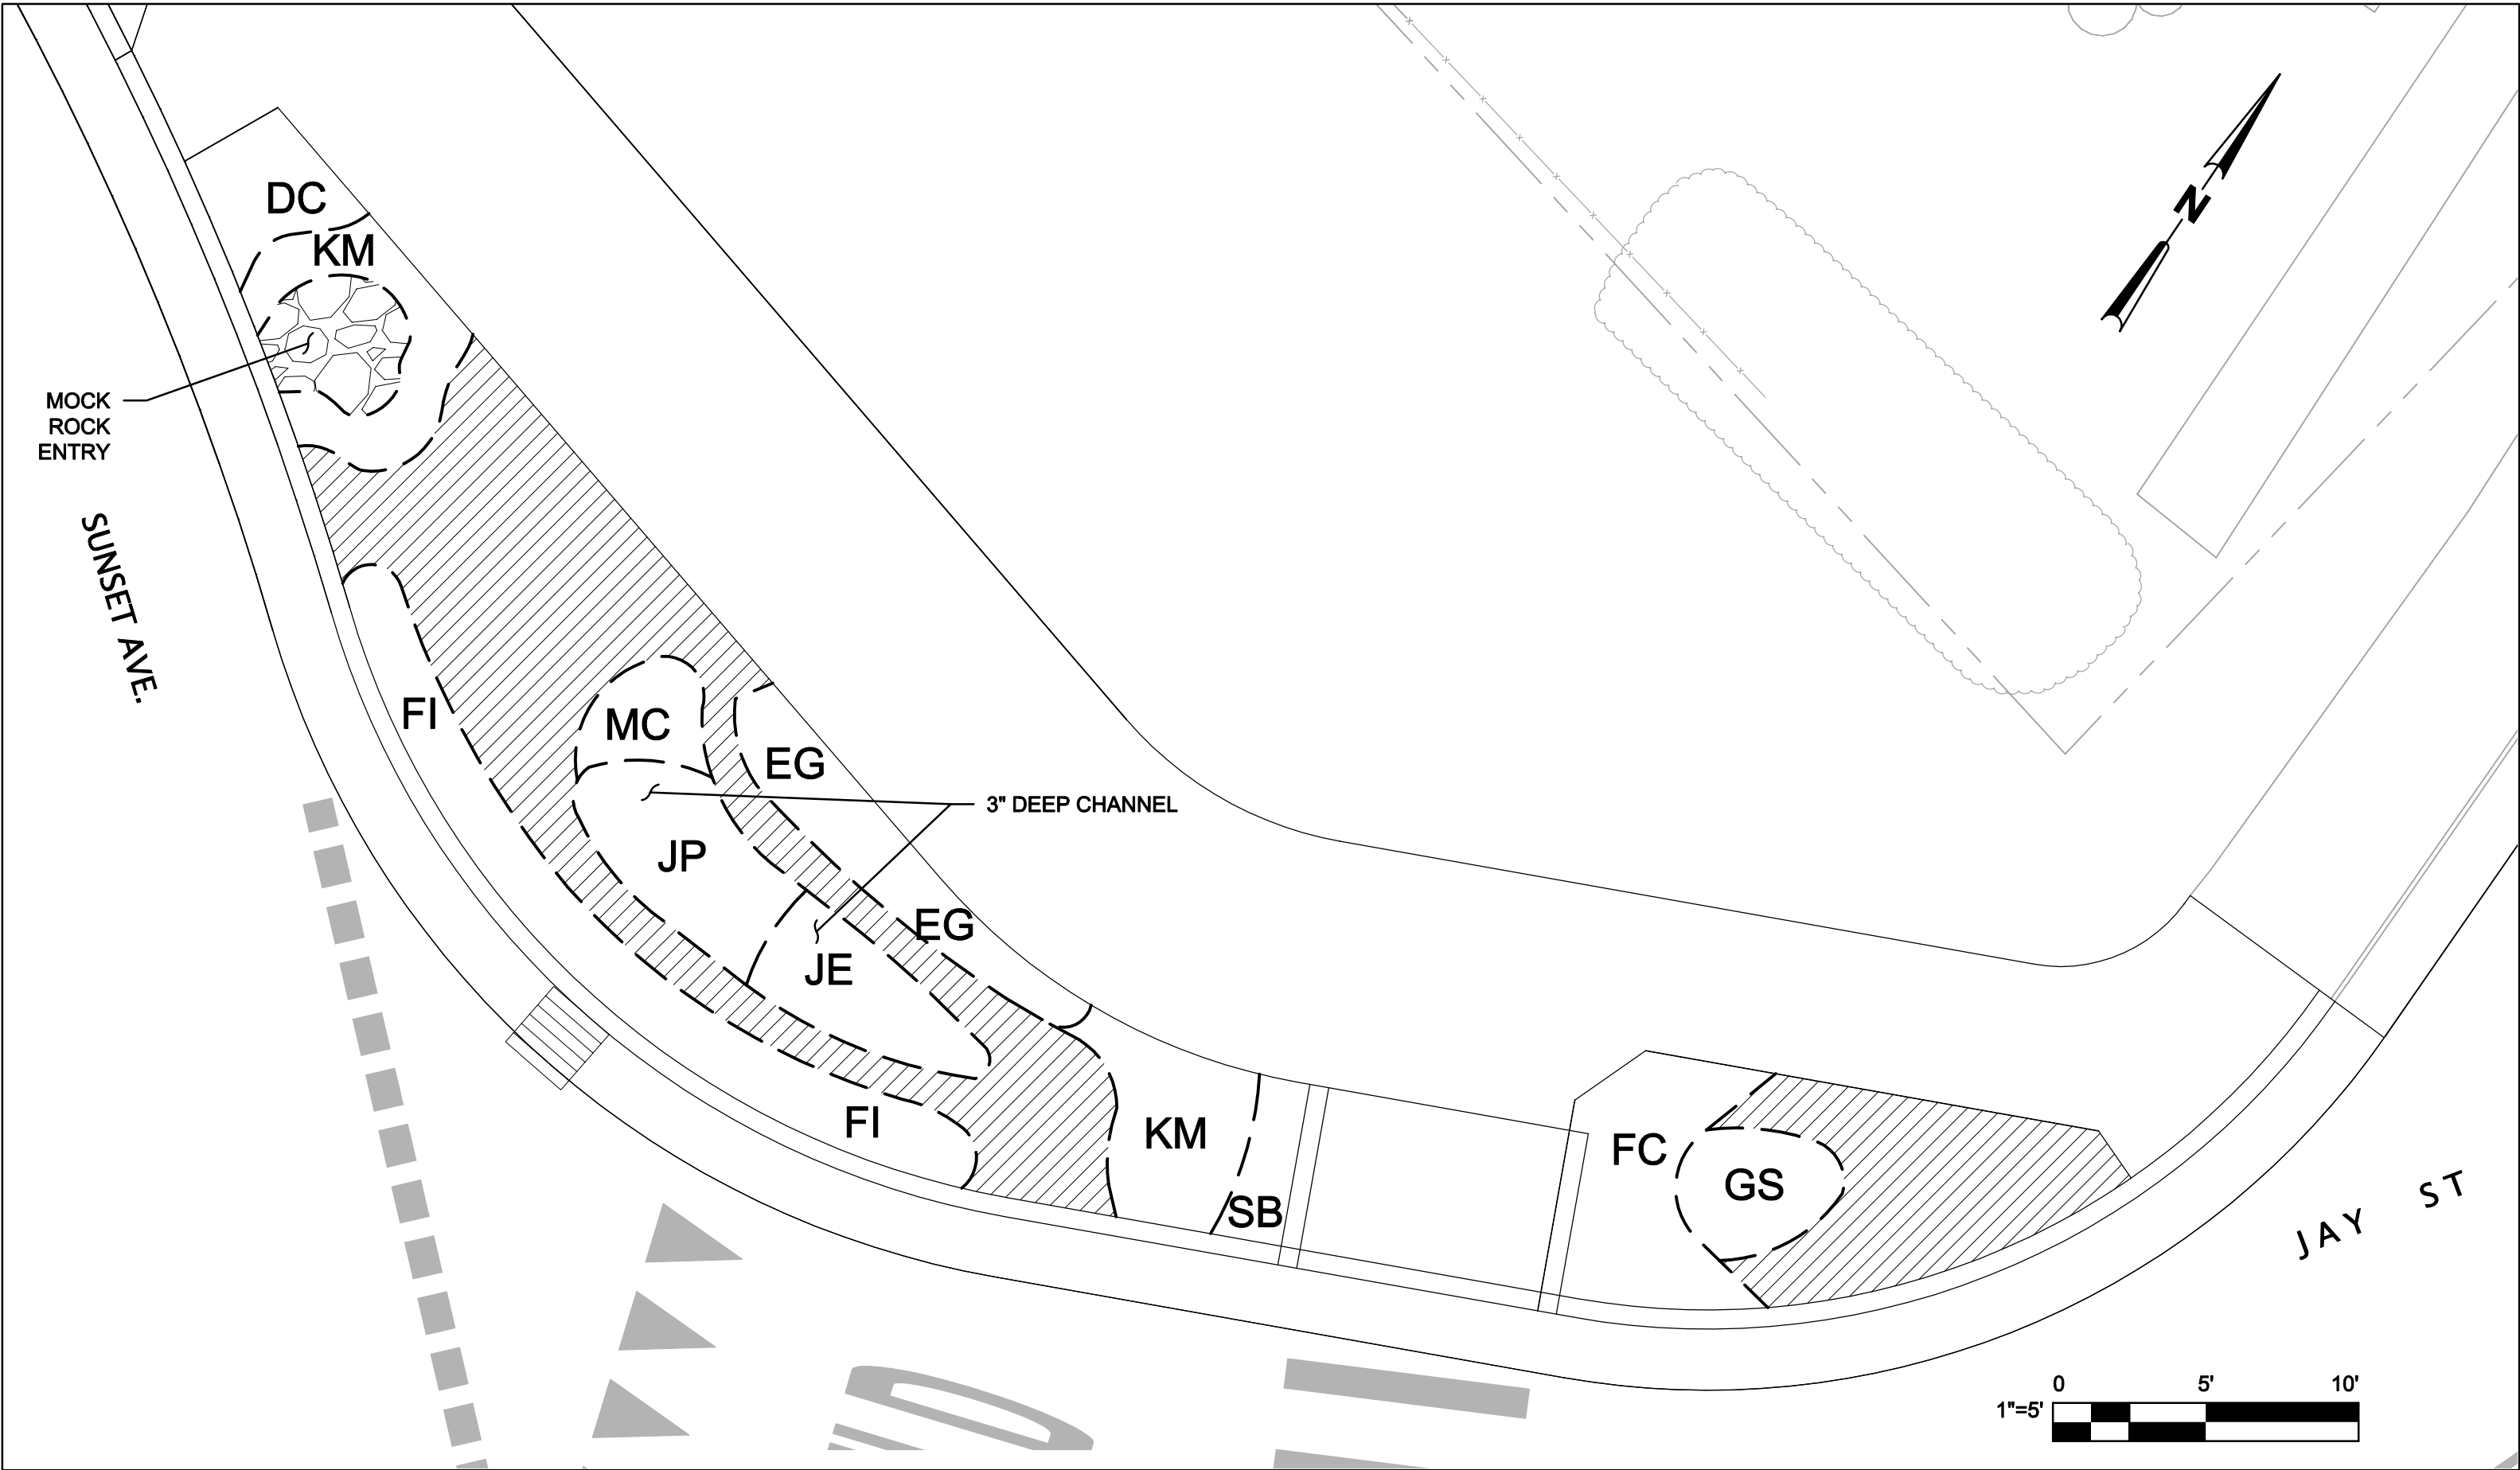 DC
KM
N
MOCK
ROCK
ENTRY
SUNSET AVE.
FI
MC
EG
3" DEEP CHANNEL
JP
EG
JE
FI
KM
SB
FC
GS
JAY ST
0 5' 10'
1"=5'